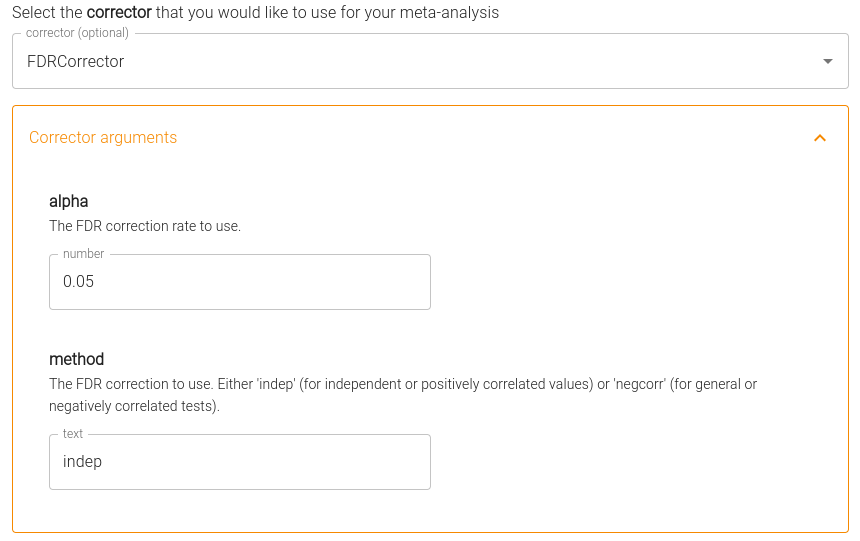 Select the corrector that you would like to use for your meta-analysis
corrector (optional)
FDRCorrector
Corrector arguments
alpha
The FDR correction rate to use.
number
0.05
method
The FDR correction to use. Either 'indep' (for independent or positively correlated values) or 'negcorr' (for general or
negatively correlated tests).
text
indep